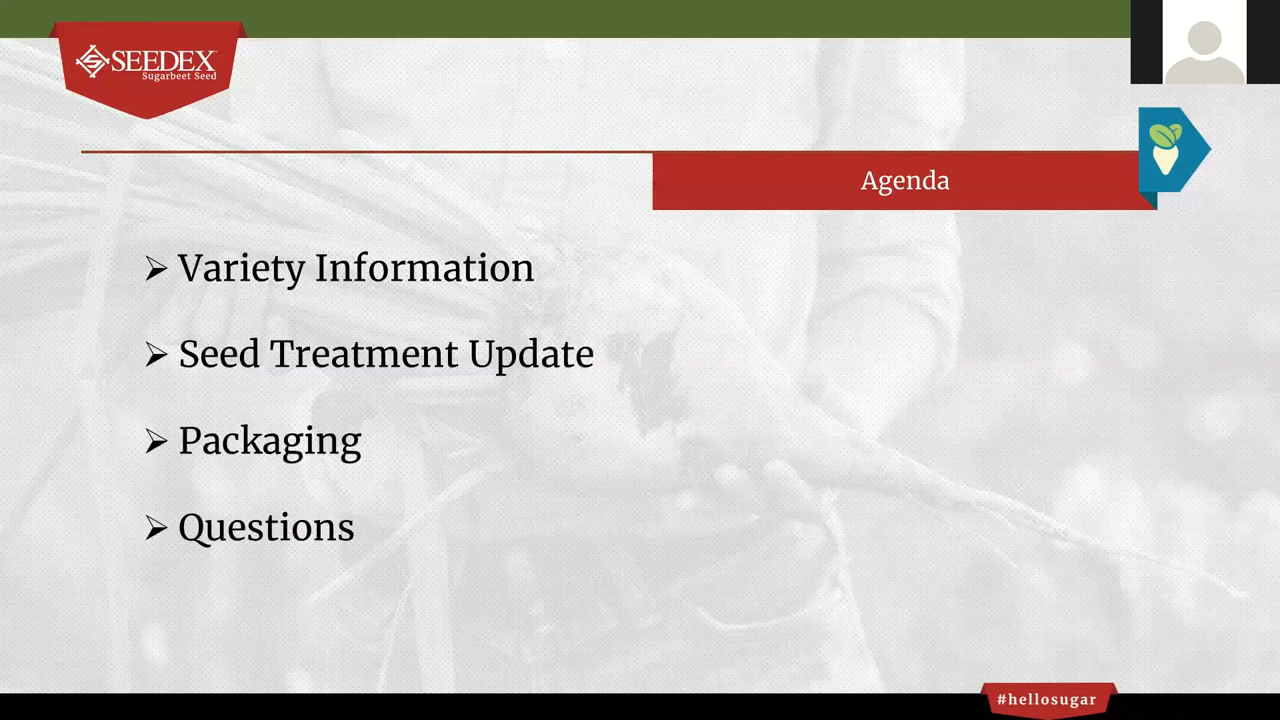 SEEDEX
Sugarbeet Seed
Agenda
Variety Information
Seed Treatment Update
Packaging
Questions
#hellosugar